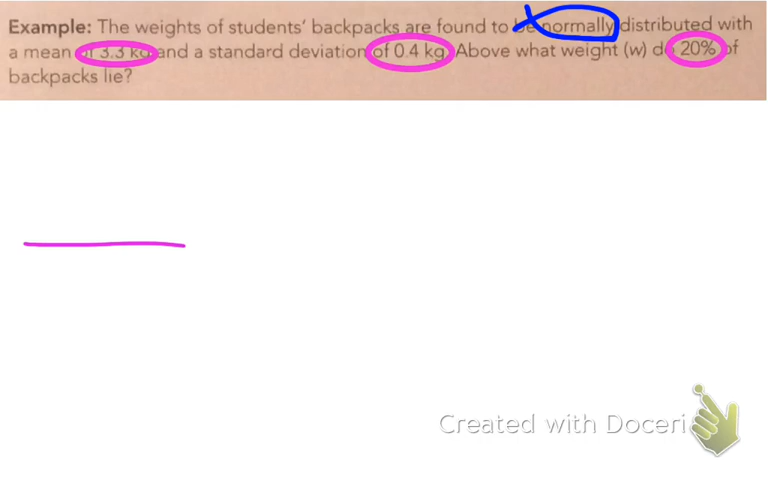 Example: The weights of students' backpacks are found to be normally distributed with
a mean of 3.3 kg and a standard deviation of 0.4 kg. Above what weight (w) do 20% of
backpacks lie?
Created with Doceri